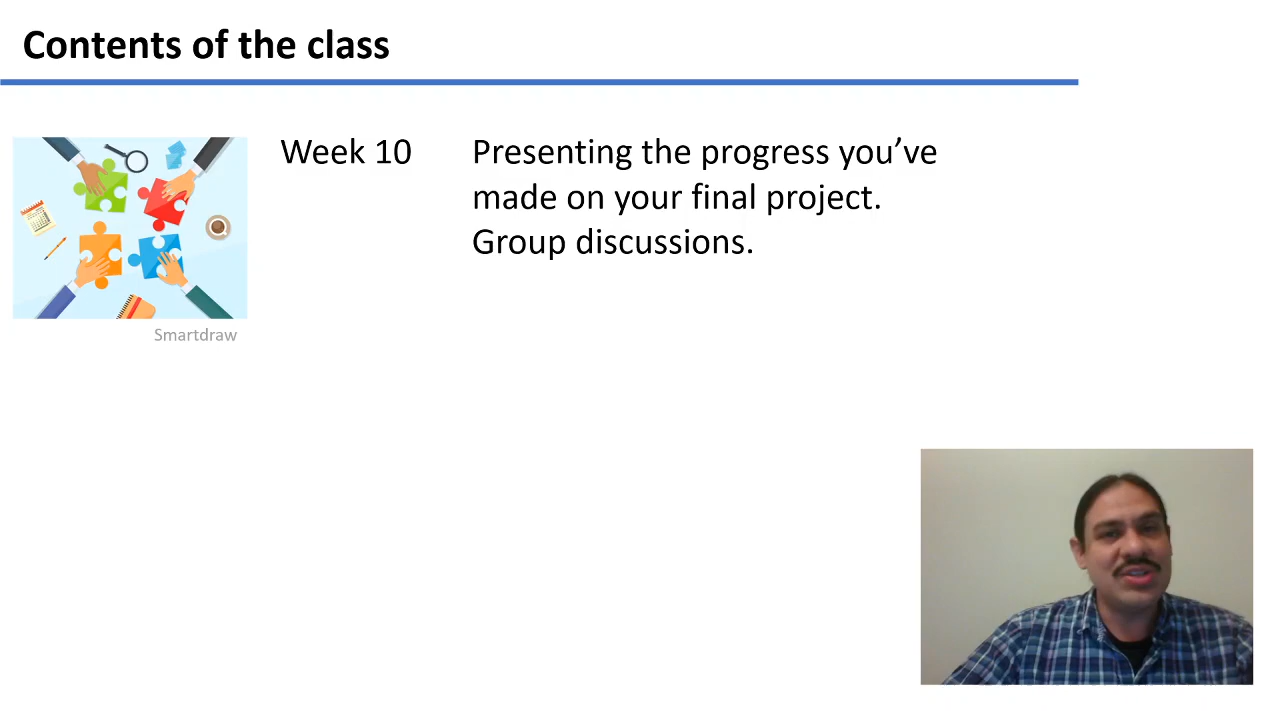 Contents of the class
Week 10
Presenting the progress you’ve
made on your final project.
Group discussions.
Smartdraw